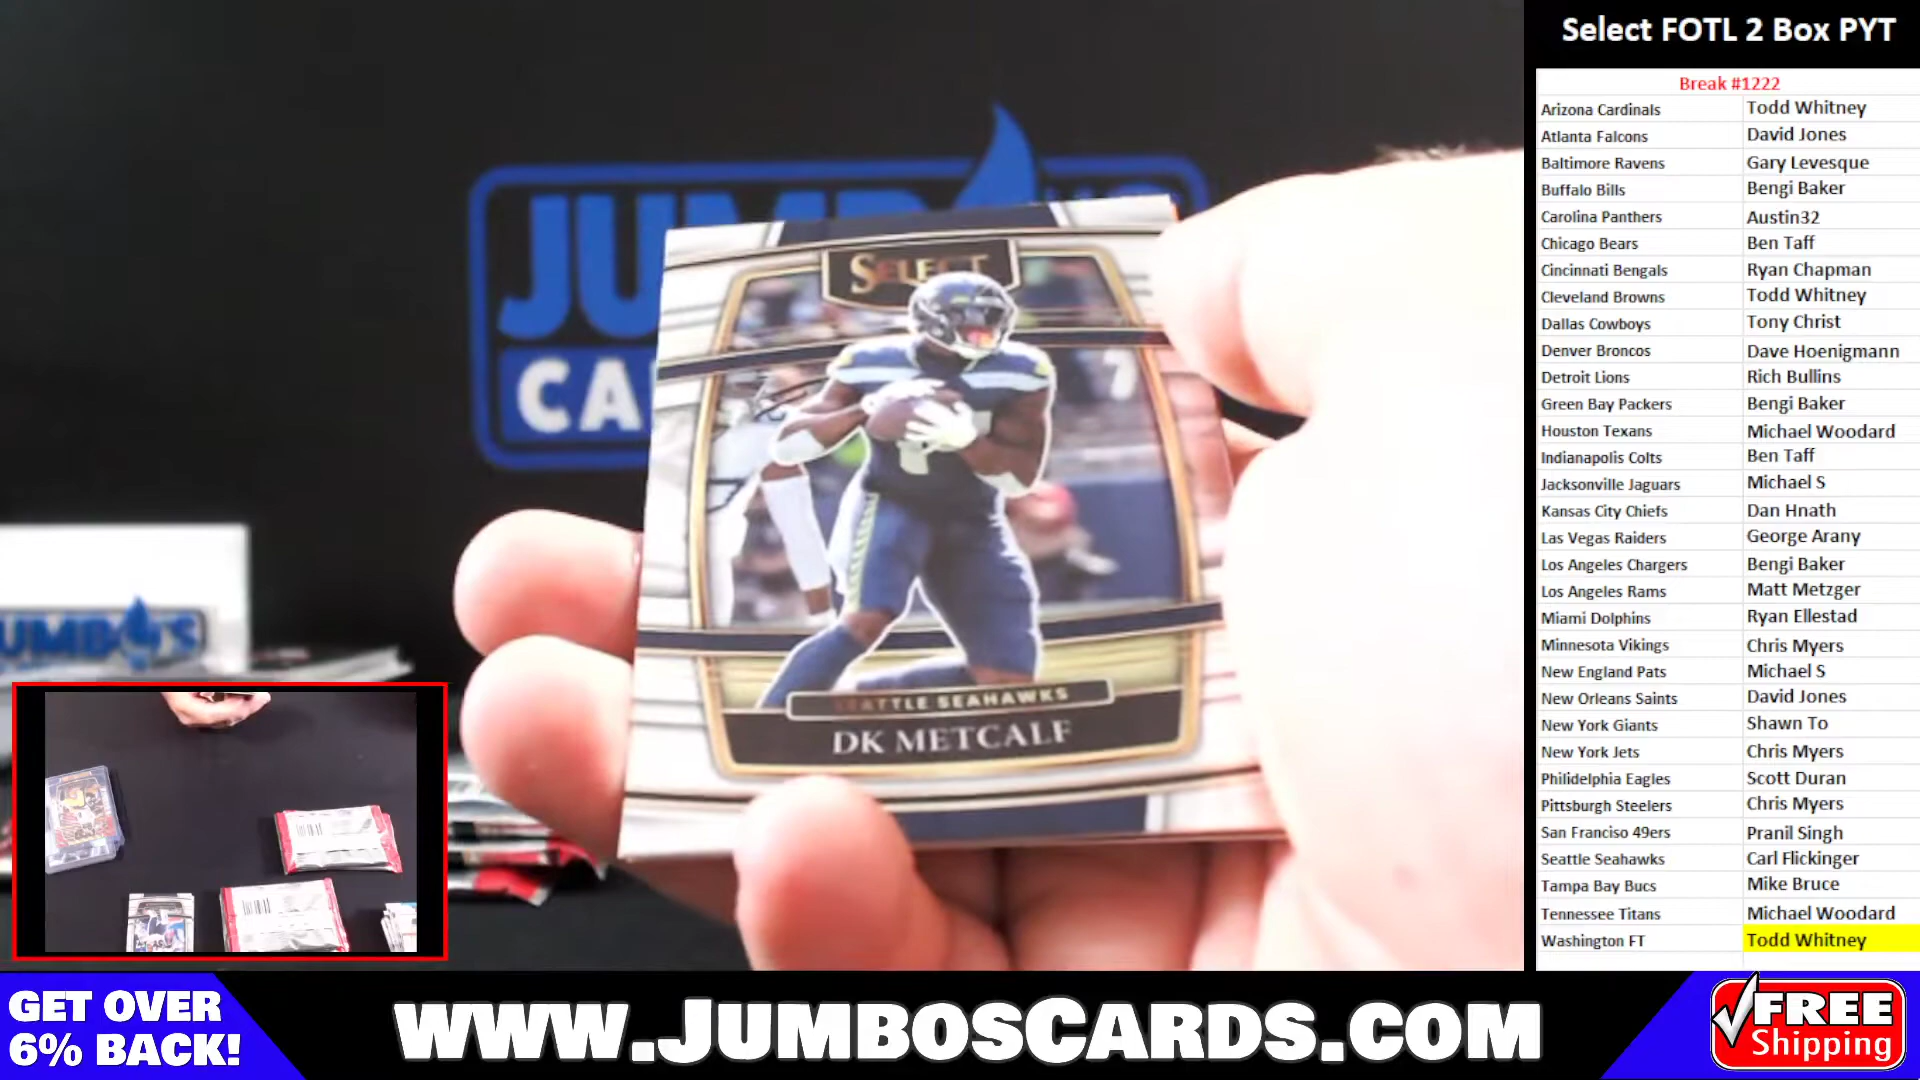 Select FOTL 2 Box PYT
Break #1222
Arizona Cardinals Todd Whitney
Atlanta Falcons David Jones
Baltimore Ravens Gary Levesque
Buffalo Bills Bengi Baker
Carolina Panthers Austin32
Chicago Bears Ben Taff
Cincinnati Bengals Ryan Chapman
Cleveland Browns Todd Whitney
Dallas Cowboys Tony Christ
Denver Broncos Dave Hoenigmann
Detroit Lions Rich Bullins
Green Bay Packers Bengi Baker
Houston Texans Michael Woodard
Indianapolis Colts Ben Taff
Jacksonville Jaguars Michael S
Kansas City Chiefs Dan Hnath
Las Vegas Raiders George Arany
Los Angeles Chargers Bengi Baker
Los Angeles Rams Matt Metzger
Miami Dolphins Ryan Ellestad
Minnesota Vikings Chris Myers
New England Pats Michael S
New Orleans Saints David Jones
New York Giants Shawn To
New York Jets Chris Myers
Philidelphia Eagles Scott Duran
Pittsburgh Steelers Chris Myers
San Franciso 49ers Pranil Singh
Seattle Seahawks Carl Flickinger
Tampa Bay Bucs Mike Bruce
Tennessee Titans Michael Woodard
Washington FT Todd Whitney
SELECT
SEATTLE SEAHAWKS
DK METCALF
GET OVER
6% BACK!
WWW.JUMBOSCARDS.COM
FREE
Shipping